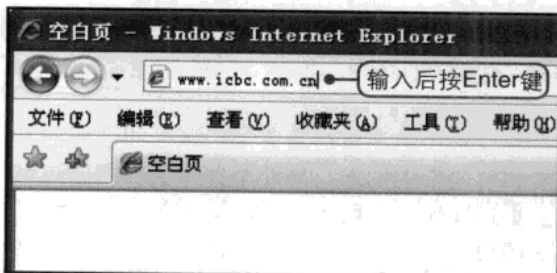 空白页 - Windows Internet Explorer
www.icbc.com.cn 输入后按Enter键
文件(F) 编辑(E) 查看(V) 收藏夹(A) 工具(T) 帮助(H)
空白页